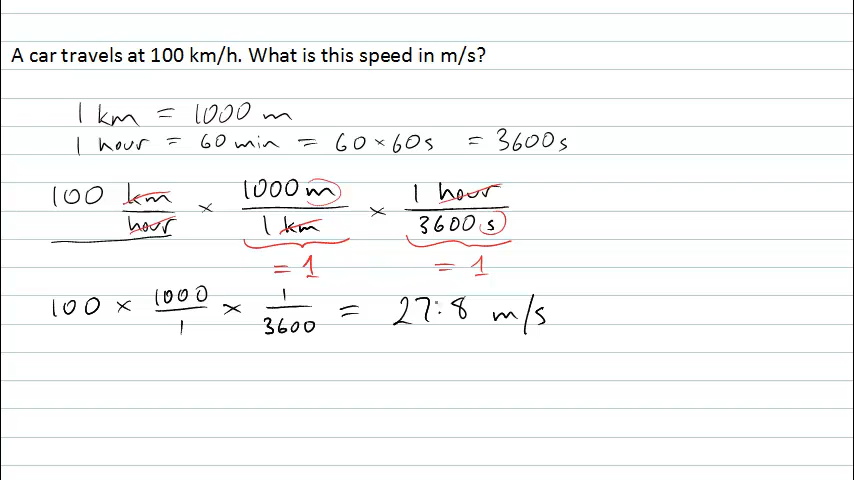 A car travels at 100 km/h. What is this speed in m/s?
1 km = 1000 m
1 hour = 60 min = 60 × 60s = 3600s
100 km/hour × 1000 m/1 km × 1 hour/3600 s
= 1 = 1
100 × 1000/1 × 1/3600 = 27.8 m/s